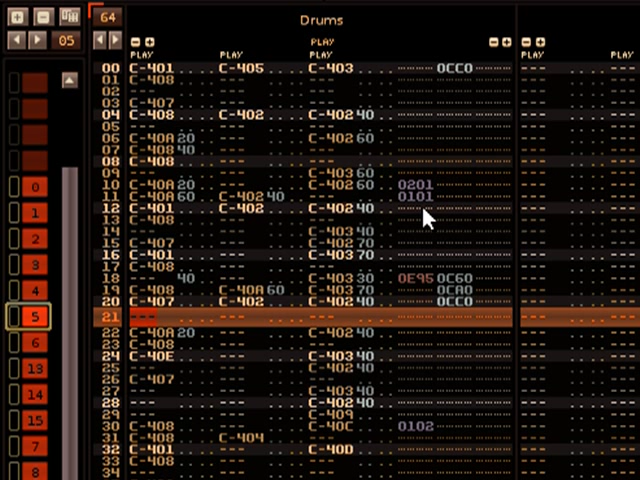 64
Drums
05
PLAY
PLAY PLAY PLAY PLAY PLAY
00 C-401 C-405 C-403 0CC0
01 C-408
02 ---
03 C-407
04 C-408 C-402 C-402 40
05 ---
06 C-40A 20 C-402 60
07 C-408 40
08 C-408
09 --- C-403 60
10 C-40A 20 C-402 60 0201
11 C-40A 60 C-402 40 0101
12 C-401 C-402 C-402 40
13 C-408
14 --- C-403 40
15 C-407 C-402 70
16 --- C-403 70
17 C-408
18 40 C-403 30 0E95 0C60
19 C-408 C-40A 60 C-403 70 0CA0
20 C-407 C-402 C-402 40 0CC0
21 ---
22 C-40A 20 C-402 40
23 C-408
24 C-40E C-403 40
25 --- C-402 40
26 C-407
27 --- C-403 40
28 --- C-402 40
29 --- C-409
30 C-408 C-40C 0102
31 C-408 C-404
32 C-401 C-40D
33 C-408
34 ---
0
1
2
3
4
5
6
13
14
15
7
8